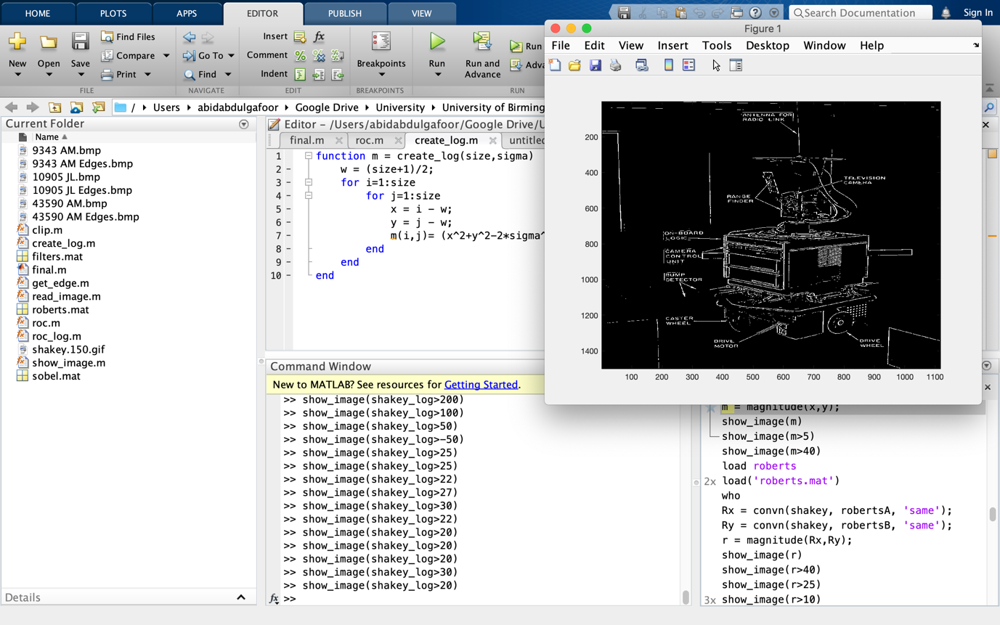 HOME PLOTS APPS EDITOR PUBLISH VIEW
Search Documentation Sign In
New Open Save
Find Files
Compare
Print
FILE
Go To
Find
NAVIGATE
Insert
Comment
Indent
EDIT
Breakpoints
BREAKPOINTS
Run
Run and
Advance
Run
Adva
RUN
/ Users abidabdulgafoor Google Drive University University of Birming
Current Folder
Name
9343 AM.bmp
9343 AM Edges.bmp
10905 JL.bmp
10905 JL Edges.bmp
43590 AM.bmp
43590 AM Edges.bmp
clip.m
create_log.m
filters.mat
final.m
get_edge.m
read_image.m
roberts.mat
roc.m
roc_log.m
shakey.150.gif
show_image.m
sobel.mat
Details
Editor – /Users/abidabdulgafoor/Google Drive/U
final.m roc.m create_log.m untitled
1 function m = create_log(size,sigma)
2 - w = (size+1)/2;
3 - for i=1:size
4 - for j=1:size
5 - x = i - w;
6 - y = j - w;
7 - m(i,j)= (x^2+y^2-2*sigma^
8 - end
9 - end
10 - end
Command Window
New to MATLAB? See resources for Getting Started.
>> show_image(shakey_log>200)
>> show_image(shakey_log>100)
>> show_image(shakey_log>50)
>> show_image(shakey_log>-50)
>> show_image(shakey_log>25)
>> show_image(shakey_log>25)
>> show_image(shakey_log>22)
>> show_image(shakey_log>27)
>> show_image(shakey_log>30)
>> show_image(shakey_log>22)
>> show_image(shakey_log>20)
>> show_image(shakey_log>20)
>> show_image(shakey_log>20)
>> show_image(shakey_log>30)
>> show_image(shakey_log>20)
fx >>
Figure 1
File Edit View Insert Tools Desktop Window Help
ANTENNA FOR
RADIO LINK
TELEVISION
CAMERA
RANGE
FINDER
ON-BOARD
LOGIC
CAMERA
CONTROL
UNIT
BUMP
DETECTOR
CASTER
WHEEL
DRIVE
MOTOR
DRIVE
WHEEL
200
400
600
800
1000
1200
1400
100 200 300 400 500 600 700 800 900 1000 1100
m = magnitude(x,y);
show_image(m)
show_image(m>5)
show_image(m>40)
load roberts
2x load('roberts.mat')
who
Rx = convn(shakey, robertsA, 'same');
Ry = convn(shakey, robertsB, 'same');
r = magnitude(Rx,Ry);
show_image(r)
show_image(r>40)
show_image(r>25)
3x show_image(r>10)